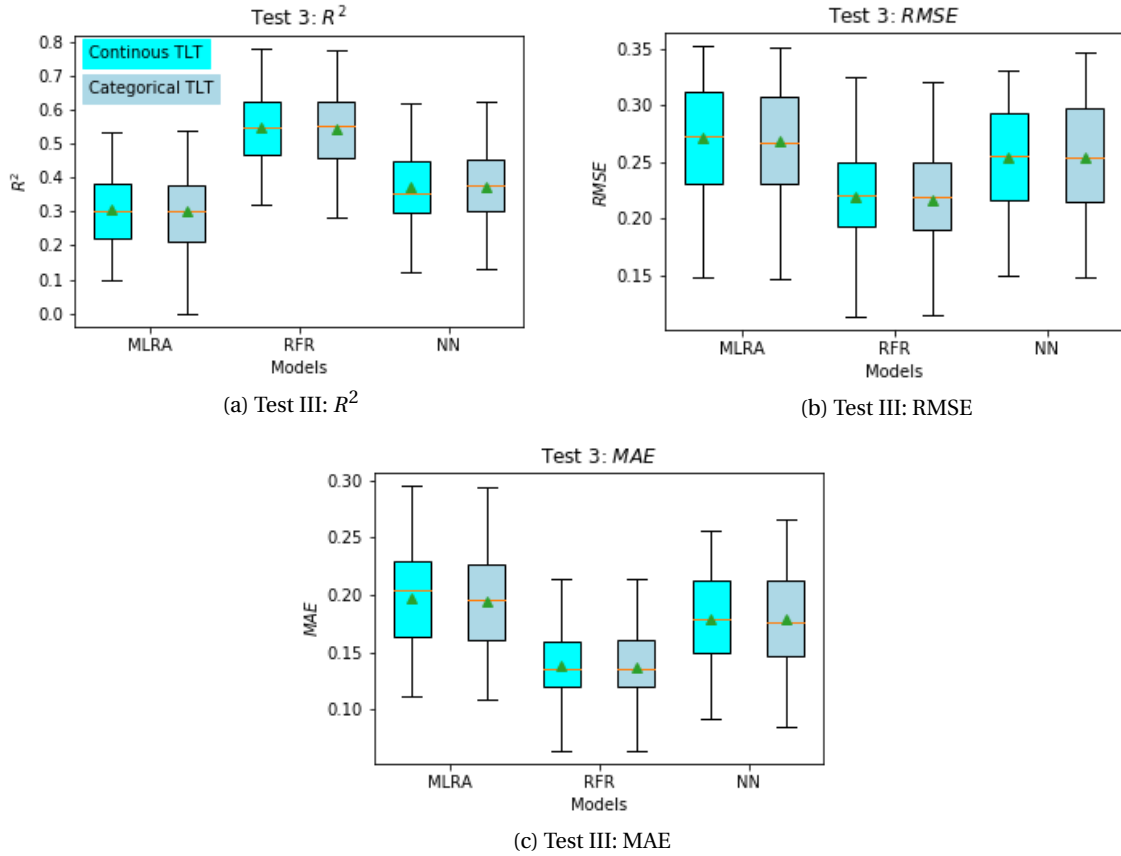 Test 3: R²
0.8
0.7
0.6
0.5
0.4
0.3
0.2
0.1
0.0
R²
Continous TLT
Categorical TLT
MLRA
RFR
NN
Models
(a) Test III: R²
Test 3: RMSE
0.35
0.30
0.25
0.20
0.15
RMSE
MLRA
RFR
NN
Models
(b) Test III: RMSE
Test 3: MAE
0.30
0.25
0.20
0.15
0.10
MAE
MLRA
RFR
NN
Models
(c) Test III: MAE